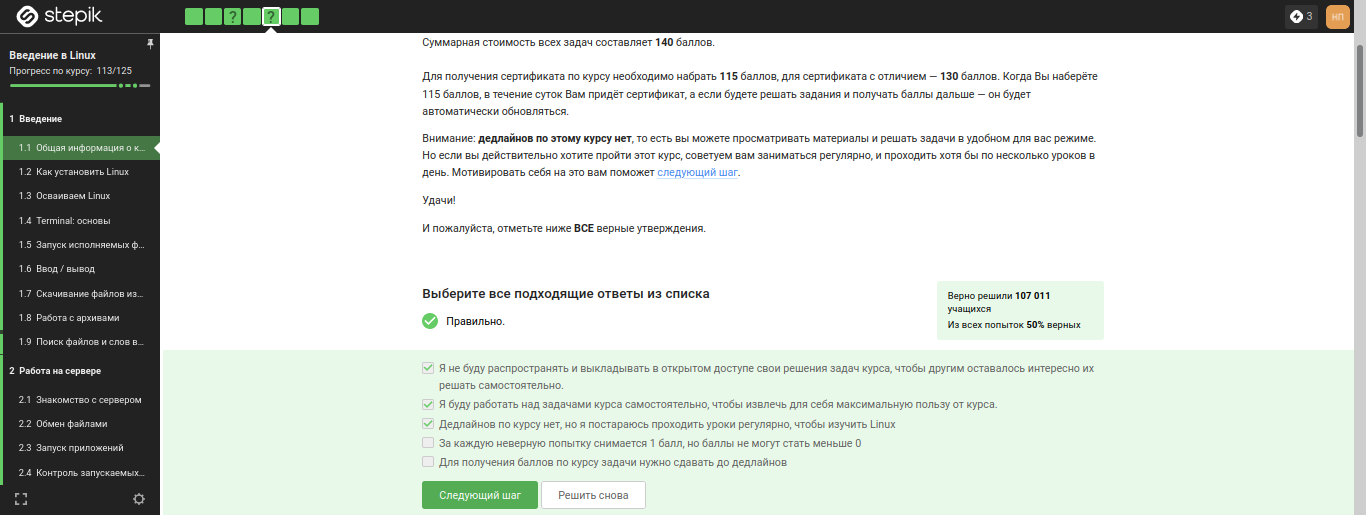 stepik
? ?
3
НП
Введение в Linux
Прогресс по курсу: 113/125
1 Введение
1.1 Общая информация о к...
1.2 Как установить Linux
1.3 Осваиваем Linux
1.4 Terminal: основы
1.5 Запуск исполняемых ф...
1.6 Ввод / вывод
1.7 Скачивание файлов из...
1.8 Работа с архивами
1.9 Поиск файлов и слов в...
2 Работа на сервере
2.1 Знакомство с сервером
2.2 Обмен файлами
2.3 Запуск приложений
2.4 Контроль запускаемых...
Суммарная стоимость всех задач составляет 140 баллов.
Для получения сертификата по курсу необходимо набрать 115 баллов, для сертификата с отличием — 130 баллов. Когда Вы наберёте
115 баллов, в течение суток Вам придёт сертификат, а если будете решать задания и получать баллы дальше — он будет
автоматически обновляться.
Внимание: дедлайнов по этому курсу нет, то есть вы можете просматривать материалы и решать задачи в удобном для вас режиме.
Но если вы действительно хотите пройти этот курс, советуем вам заниматься регулярно, и проходить хотя бы по несколько уроков в
день. Мотивировать себя на это вам поможет следующий шаг.
Удачи!
И пожалуйста, отметьте ниже ВСЕ верные утверждения.
Выберите все подходящие ответы из списка
Правильно.
Верно решили 107 011
учащихся
Из всех попыток 50% верных
Я не буду распространять и выкладывать в открытом доступе свои решения задач курса, чтобы другим оставалось интересно их
решать самостоятельно.
Я буду работать над задачами курса самостоятельно, чтобы извлечь для себя максимальную пользу от курса.
Дедлайнов по курсу нет, но я постараюсь проходить уроки регулярно, чтобы изучить Linux
За каждую неверную попытку снимается 1 балл, но баллы не могут стать меньше 0
Для получения баллов по курсу задачи нужно сдавать до дедлайнов
Следующий шаг
Решить снова